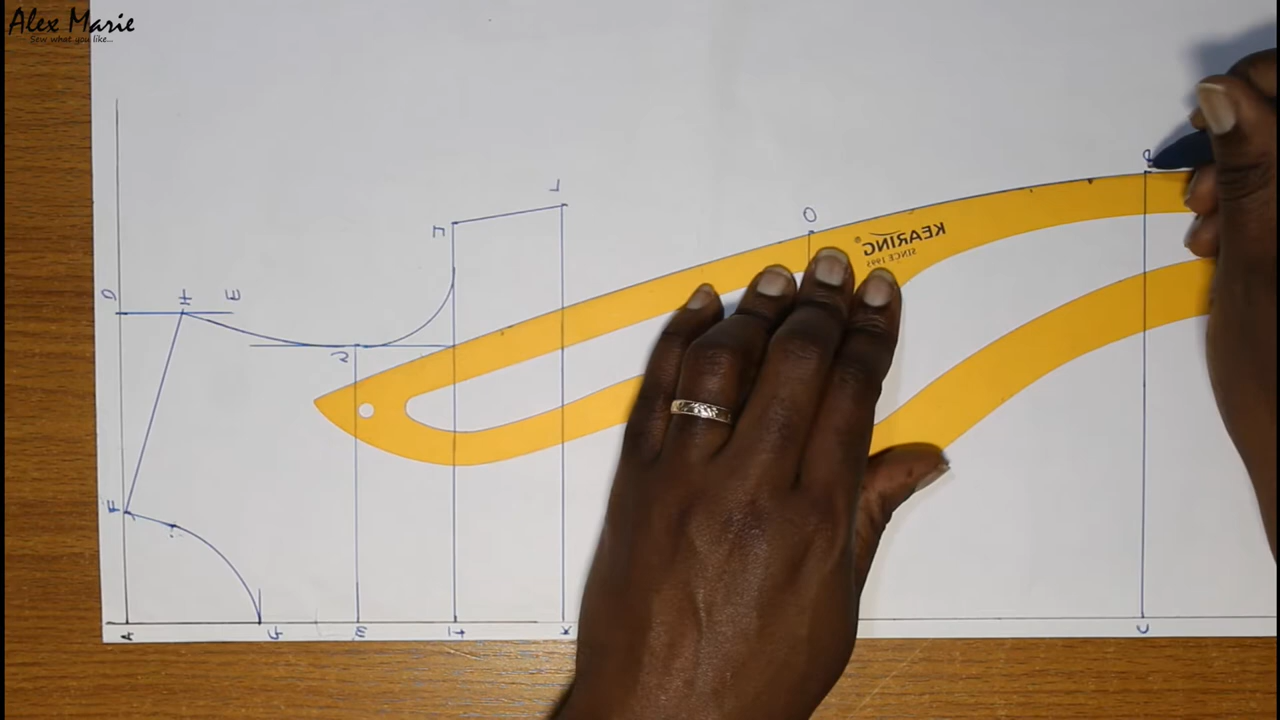 Alex Marie
Sew what you like...
KEARING®
SINCE 1995
D
H
E
L
O
P
F
A
G
K
C